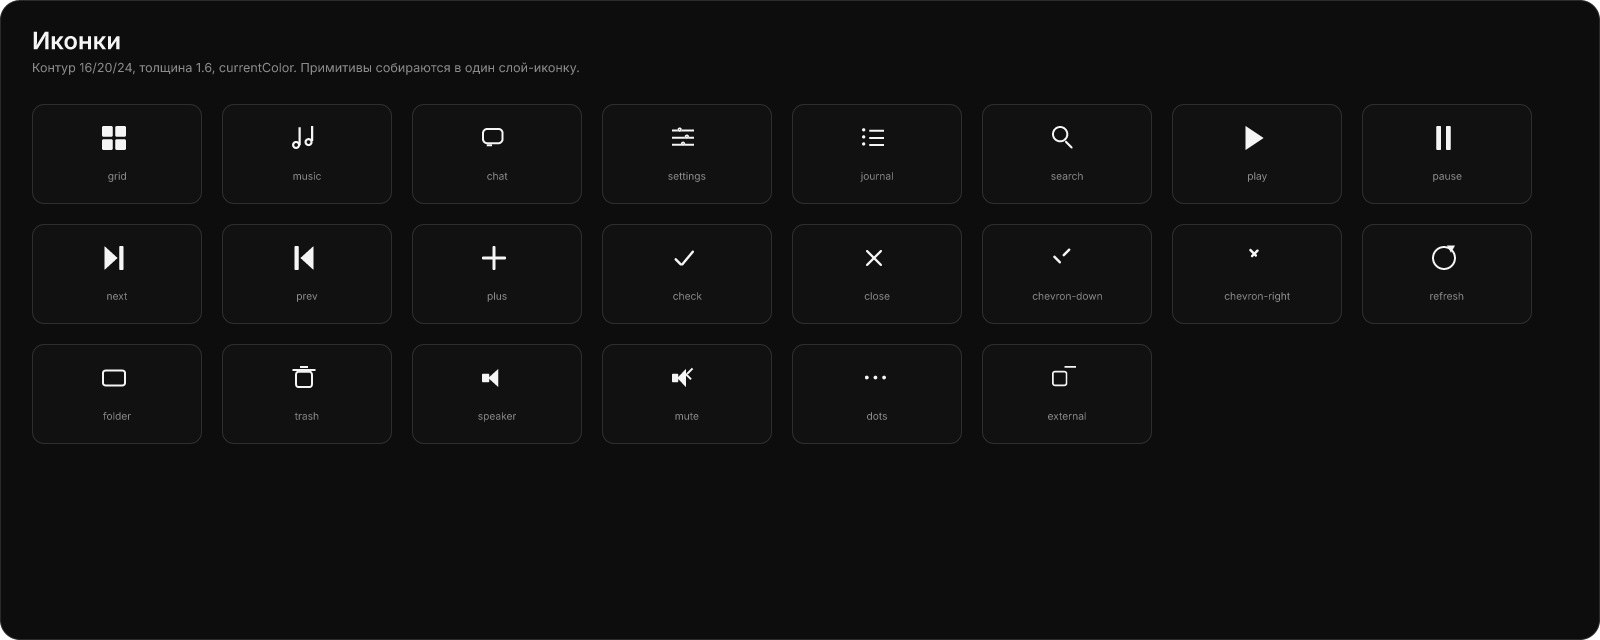 Иконки
Контур 16/20/24, толщина 1.6, currentColor. Примитивы собираются в один слой-иконку.
grid music chat settings journal search play pause
next prev plus check close chevron-down chevron-right refresh
folder trash speaker mute dots external